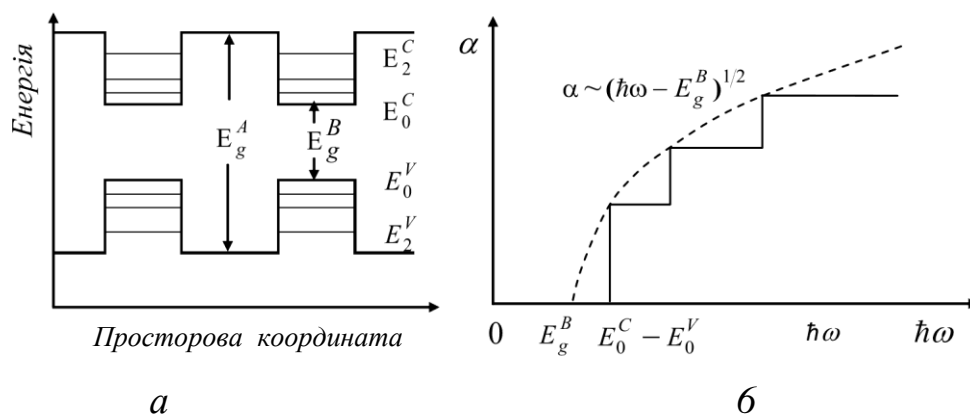 Енергія
E_2^C
E_0^C
E_g^A
E_g^B
E_0^V
E_2^V
Просторова координата
а
α
α ~ (ħω − E_g^B)^{1/2}
0
E_g^B
E_0^C − E_0^V
ħω
ħω
б